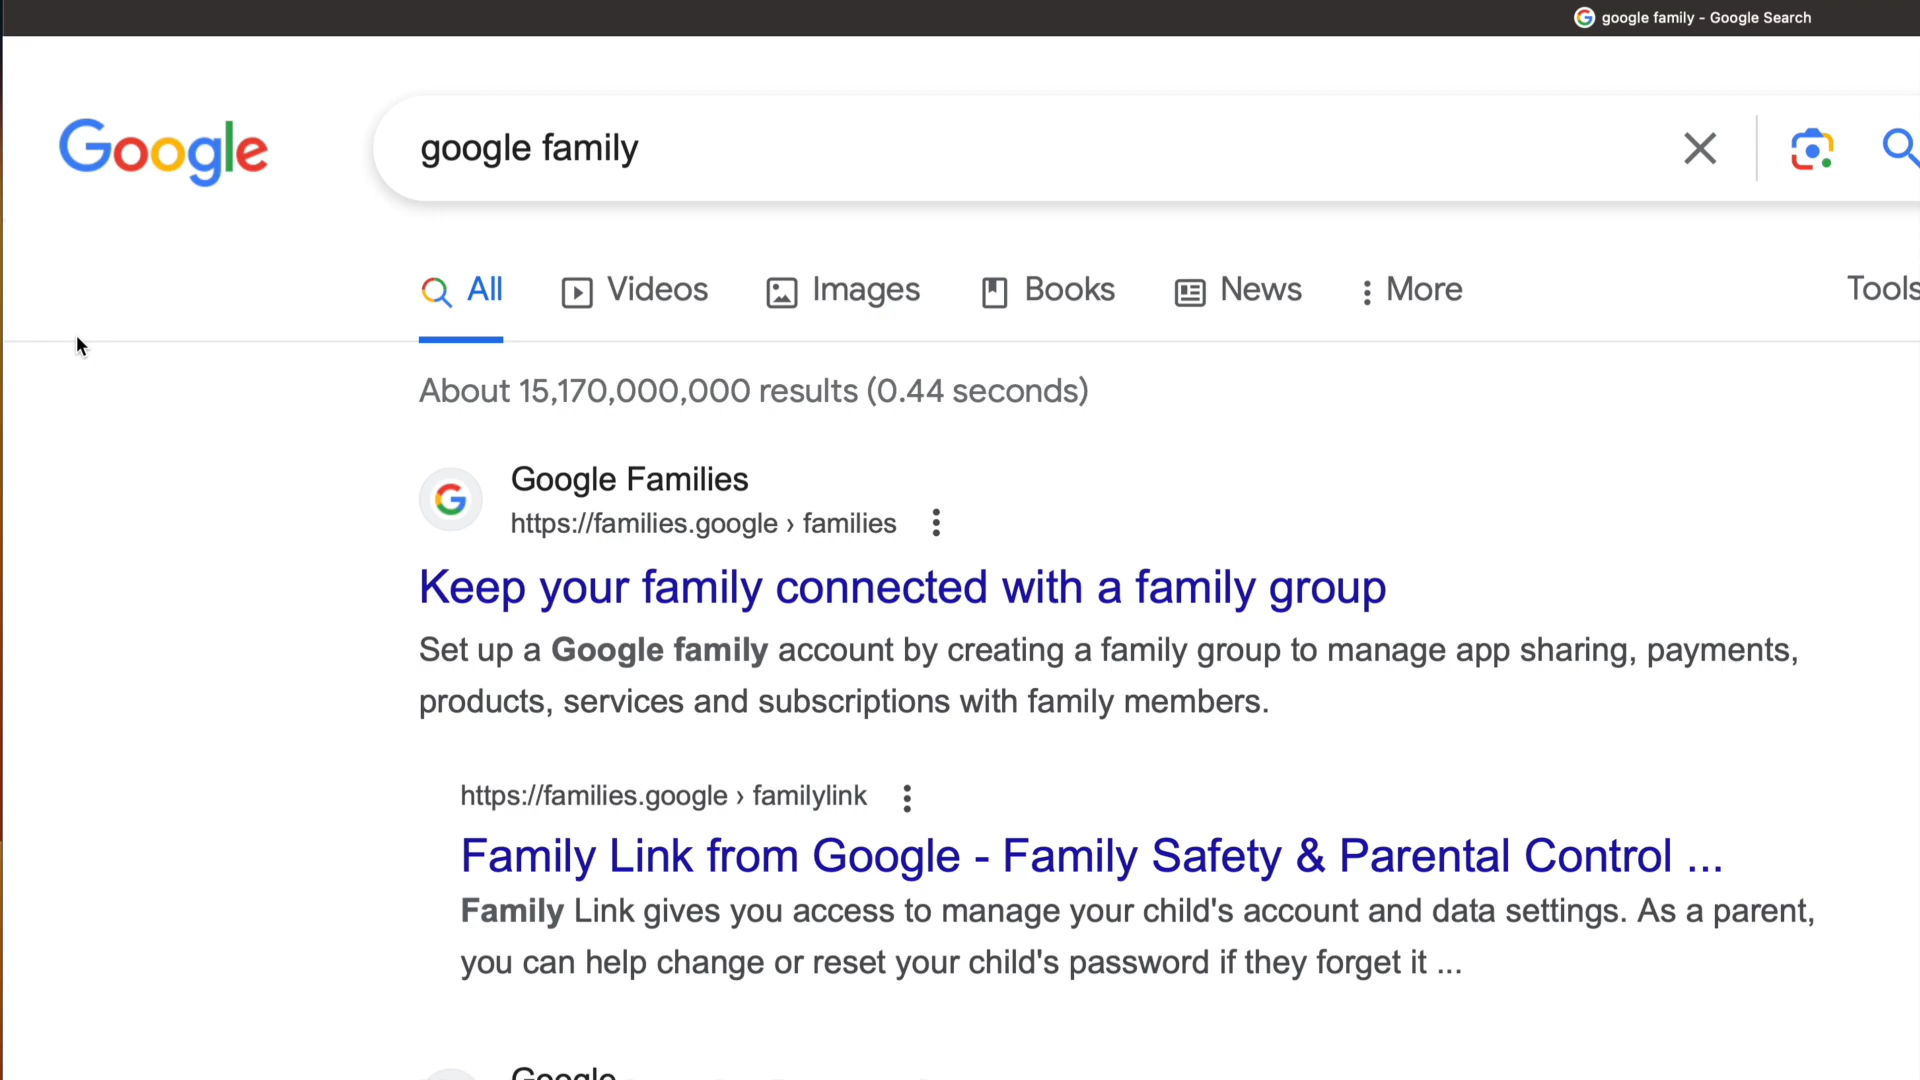 google family - Google Search
Google
google family
All Videos Images Books News More Tools
About 15,170,000,000 results (0.44 seconds)
Google Families
https://families.google › families
Keep your family connected with a family group
Set up a Google family account by creating a family group to manage app sharing, payments,
products, services and subscriptions with family members.
https://families.google › familylink
Family Link from Google - Family Safety & Parental Control ...
Family Link gives you access to manage your child's account and data settings. As a parent,
you can help change or reset your child's password if they forget it ...
Google